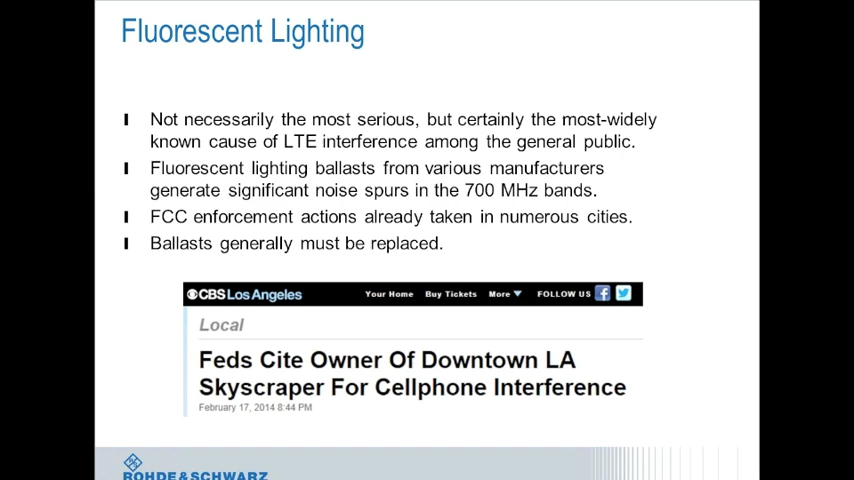 Fluorescent Lighting
Not necessarily the most serious, but certainly the most-widely
known cause of LTE interference among the general public.
Fluorescent lighting ballasts from various manufacturers
generate significant noise spurs in the 700 MHz bands.
FCC enforcement actions already taken in numerous cities.
Ballasts generally must be replaced.
CBS Los Angeles Your Home Buy Tickets More FOLLOW US
Local
Feds Cite Owner Of Downtown LA
Skyscraper For Cellphone Interference
February 17, 2014 8:44 PM
ROHDE&SCHWARZ